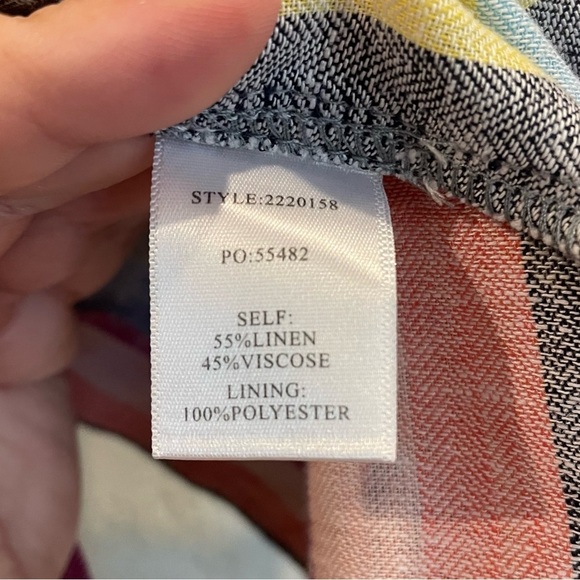 STYLE:2220158
PO:55482
SELF:
55%LINEN
45%VISCOSE
LINING:
100%POLYESTER